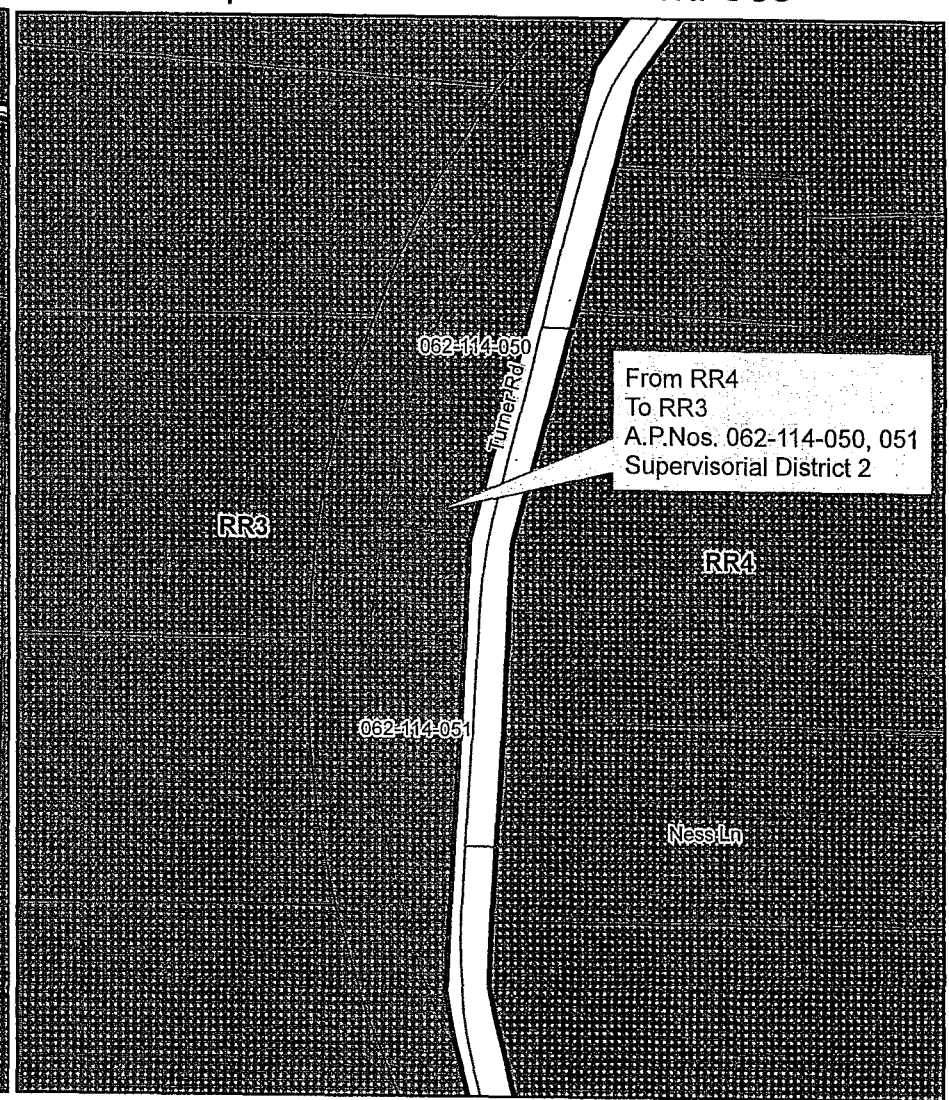 062-114-050
Turner Rd
From RR4
To RR3
A.P.Nos. 062-114-050, 051
Supervisorial District 2
RR3
RR4
062-114-051
Ness Ln